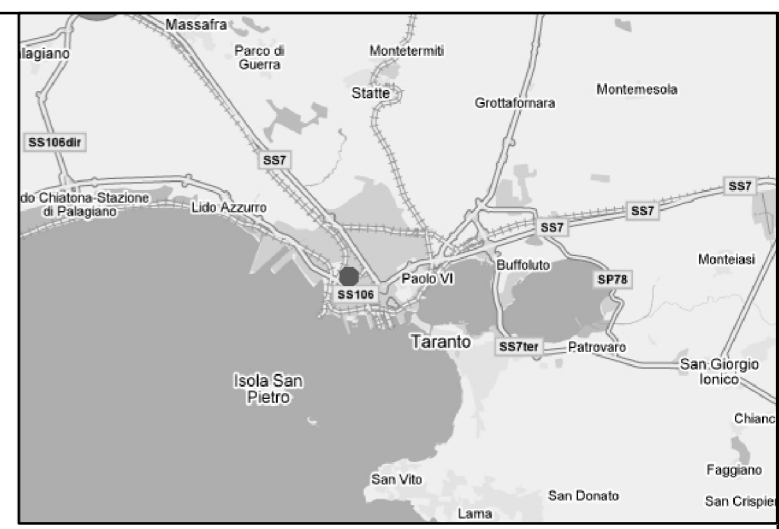 Massafra
lagiano
Parco di
Guerra
Montetermiti
Statte
Grottafornara
Montemesola
SS106dir
SS7
SS7
do Chiatona-Stazione
di Palagiano
Lido Azzurro
SS7
SS7
Monteiasi
Buffoluto
Paolo VI
SP78
SS106
Taranto
SS7ter
Patrovaro
San Giorgio
Ionico
Isola San
Pietro
Chianc
Faggiano
San Vito
San Donato
San Crispier
Lama